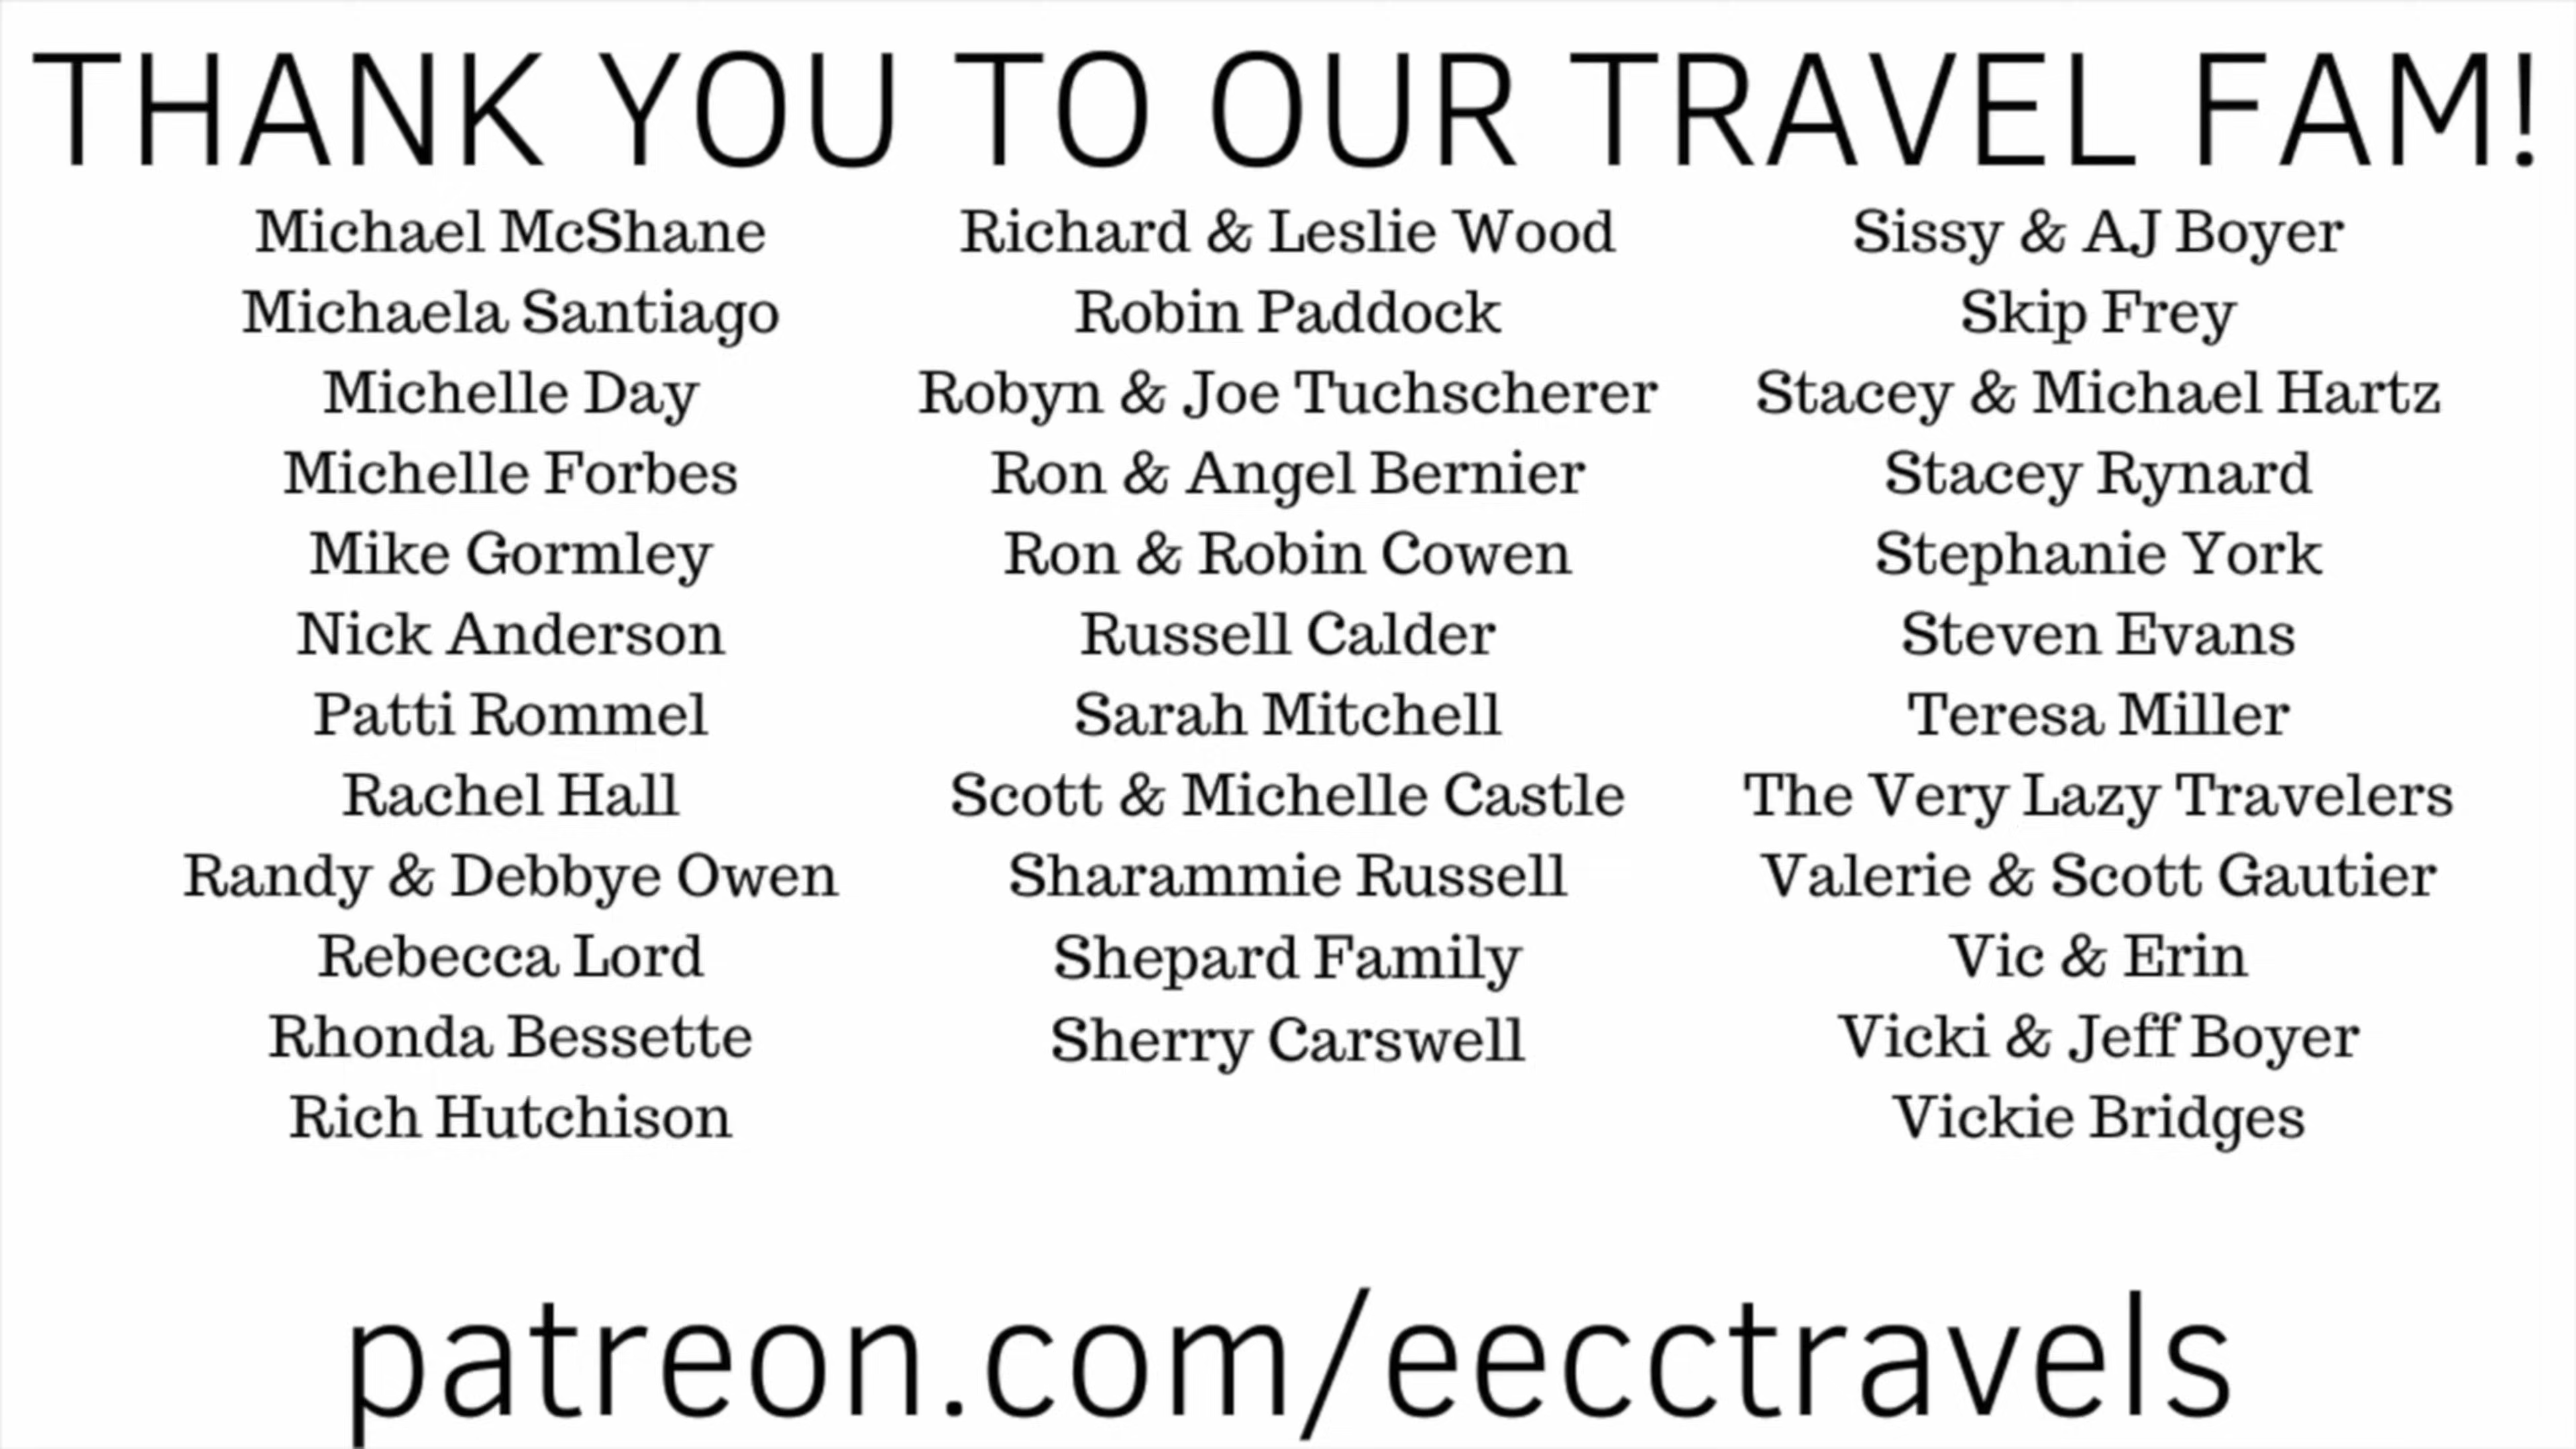 THANK YOU TO OUR TRAVEL FAM!
Michael McShane
Michaela Santiago
Michelle Day
Michelle Forbes
Mike Gormley
Nick Anderson
Patti Rommel
Rachel Hall
Randy & Debbye Owen
Rebecca Lord
Rhonda Bessette
Rich Hutchison
Richard & Leslie Wood
Robin Paddock
Robyn & Joe Tuchscherer
Ron & Angel Bernier
Ron & Robin Cowen
Russell Calder
Sarah Mitchell
Scott & Michelle Castle
Sharammie Russell
Shepard Family
Sherry Carswell
Sissy & AJ Boyer
Skip Frey
Stacey & Michael Hartz
Stacey Rynard
Stephanie York
Steven Evans
Teresa Miller
The Very Lazy Travelers
Valerie & Scott Gautier
Vic & Erin
Vicki & Jeff Boyer
Vickie Bridges
patreon.com/eecctravels